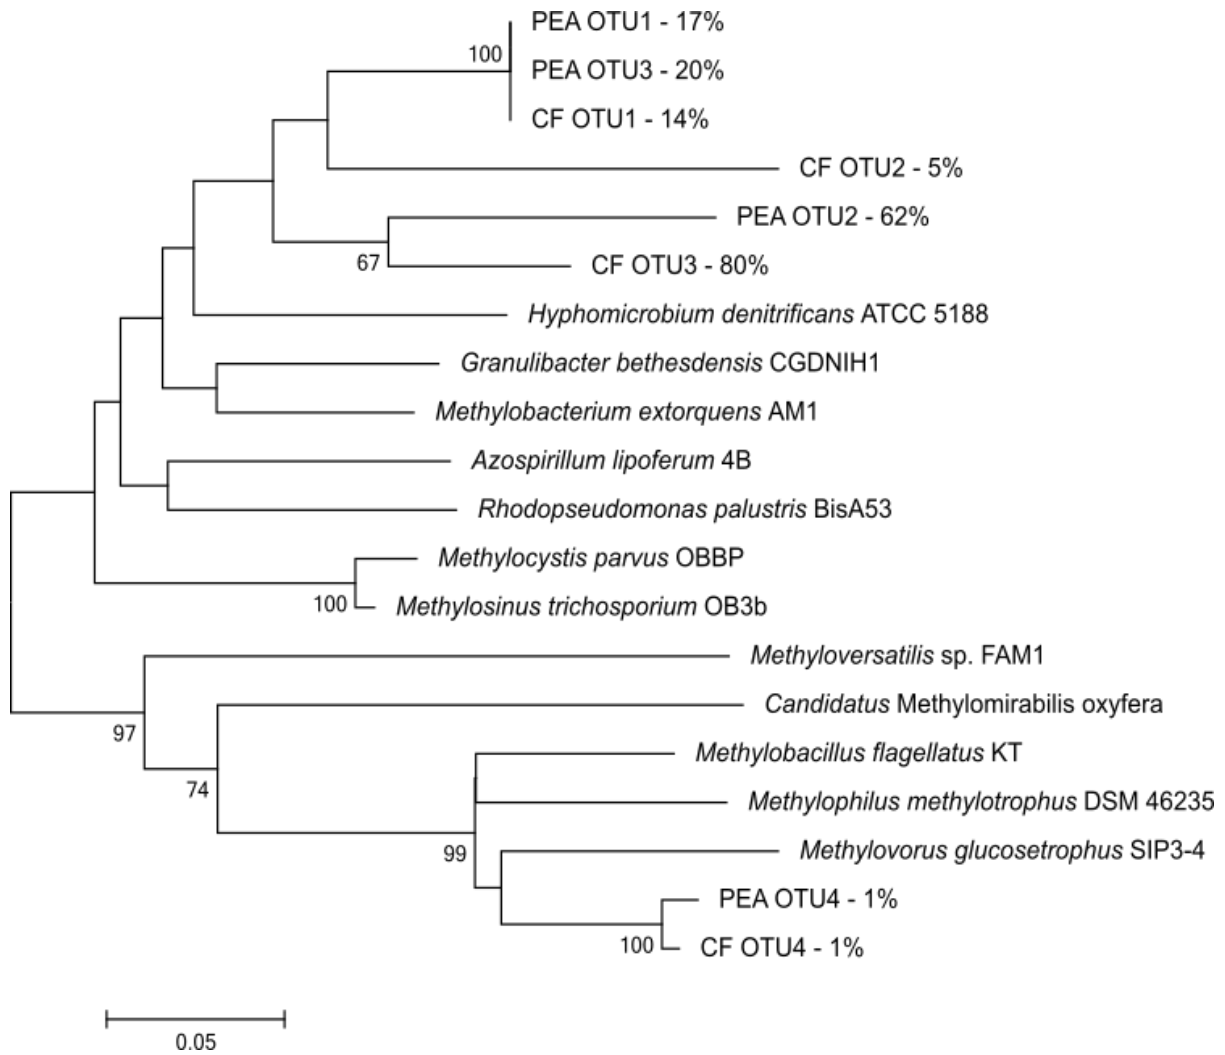 PEA OTU1 - 17%
100
PEA OTU3 - 20%
CF OTU1 - 14%
CF OTU2 - 5%
PEA OTU2 - 62%
67
CF OTU3 - 80%
Hyphomicrobium denitrificans ATCC 5188
Granulibacter bethesdensis CGDNIH1
Methylobacterium extorquens AM1
Azospirillum lipoferum 4B
Rhodopseudomonas palustris BisA53
Methylocystis parvus OBBP
100
Methylosinus trichosporium OB3b
Methyloversatilis sp. FAM1
97
Candidatus Methylomirabilis oxyfera
74
Methylobacillus flagellatus KT
Methylophilus methylotrophus DSM 46235
99
Methylovorus glucosetrophus SIP3-4
PEA OTU4 - 1%
100
CF OTU4 - 1%
0.05